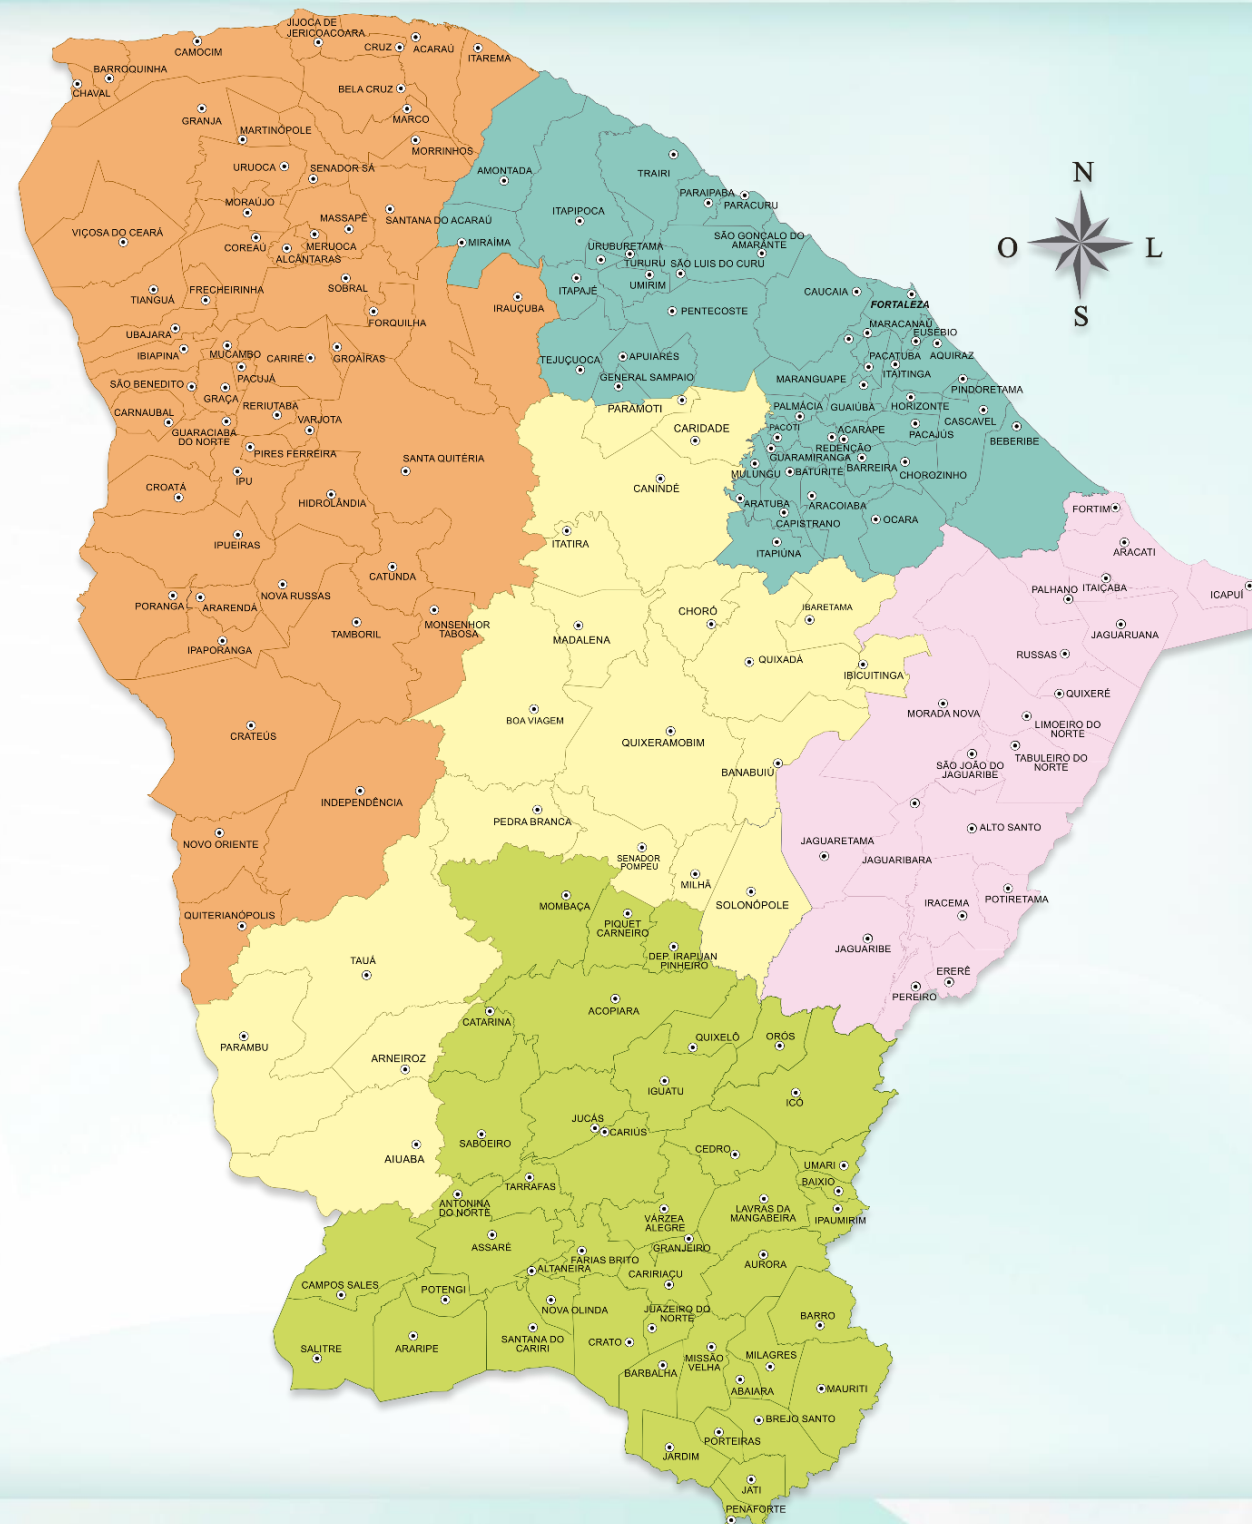 JIJOCA DE
JERICOACOARA
CAMOCIM
CRUZ
ACARAÚ
ITAREMA
BARROQUINHA
CHAVAL
BELA CRUZ
GRANJA
MARCO
MARTINÓPOLE
MORRINHOS
URUOCA
SENADOR SÁ
AMONTADA
TRAIRI
N
MORAÚJO
MASSAPÊ
SANTANA DO ACARAÚ
ITAPIPOCA
PARAIPABA
PARACURU
VIÇOSA DO CEARÁ
COREAÚ
MERUOCA
ALCÂNTARAS
MIRAÍMA
URUBURETAMA
SÃO GONÇALO DO
AMARANTE
O
L
TURURU
SÃO LUIS DO CURU
TIANGUÁ
FRECHEIRINHA
SOBRAL
ITAPAJÉ
UMIRIM
CAUCAIA
FORTALEZA
IRAUÇUBA
PENTECOSTE
S
FORQUILHA
MARACANAÚ
EUSÉBIO
UBAJARA
IBIAPINA
MUCAMBO
CARIRÉ
GROAÍRAS
TEJUÇUOCA
APUIARÉS
PACATUBA
AQUIRAZ
ITAITINGA
PACUJÁ
GENERAL SAMPAIO
MARANGUAPE
PINDORETAMA
SÃO BENEDITO
GRAÇA
RERIUTABA
PARAMOTI
PALMÁCIA
GUAIÚBA
HORIZONTE
CARNAUBAL
VARJOTA
CASCAVEL
GUARACIABA
DO NORTE
CARIDADE
PACOTI
ACARAPE
PACAJÚS
BEBERIBE
REDENÇÃO
PIRES FERREIRA
SANTA QUITÉRIA
GUARAMIRANGA
MULUNGU
BATURITÉ
BARREIRA
CHOROZINHO
IPU
CROATÁ
HIDROLÂNDIA
CANINDÉ
ARATUBA
ARACOIABA
CAPISTRANO
OCARA
FORTIM
IPUEIRAS
ITATIRA
ITAPIÚNA
ARACATI
CATUNDA
PALHANO
ITAIÇABA
ICAPUÍ
PORANGA
ARARENDÁ
NOVA RUSSAS
CHORÓ
IBARETAMA
TAMBORIL
MONSENHOR
TABOSA
MADALENA
JAGUARUANA
IPAPORANGA
QUIXADÁ
RUSSAS
IBICUITINGA
QUIXERÉ
BOA VIAGEM
MORADA NOVA
LIMOEIRO DO
NORTE
CRATEÚS
QUIXERAMOBIM
TABULEIRO DO
NORTE
BANABUIÚ
SÃO JOÃO DO
JAGUARIBE
INDEPENDÊNCIA
PEDRA BRANCA
ALTO SANTO
NOVO ORIENTE
JAGUARETAMA
SENADOR
POMPEU
JAGUARIBARA
MILHÃ
SOLONÓPOLE
POTIRETAMA
MOMBAÇA
IRACEMA
QUITERIANÓPOLIS
PIQUET
CARNEIRO
JAGUARIBE
DEP. IRAPUAN
PINHEIRO
TAUÁ
ERERÊ
PEREIRO
ACOPIARA
CATARINA
QUIXELÔ
ORÓS
PARAMBU
ARNEIROZ
IGUATU
ICÓ
JUCÁS
CARIÚS
SABOEIRO
CEDRO
AIUABA
UMARI
BAIXIO
TARRAFAS
ANTONINA
DO NORTE
LAVRAS DA
MANGABEIRA
VÁRZEA
ALEGRE
IPAUMIRIM
ASSARÉ
GRANJEIRO
FARIAS BRITO
AURORA
ALTANEIRA
CARIRIAÇU
CAMPOS SALES
POTENGI
NOVA OLINDA
JUAZEIRO DO
NORTE
BARRO
SANTANA DO
CARIRI
CRATO
SALITRE
ARARIPE
MISSÃO
VELHA
MILAGRES
BARBALHA
ABAIARA
MAURITI
BREJO SANTO
PORTEIRAS
JARDIM
JATI
PENAFORTE